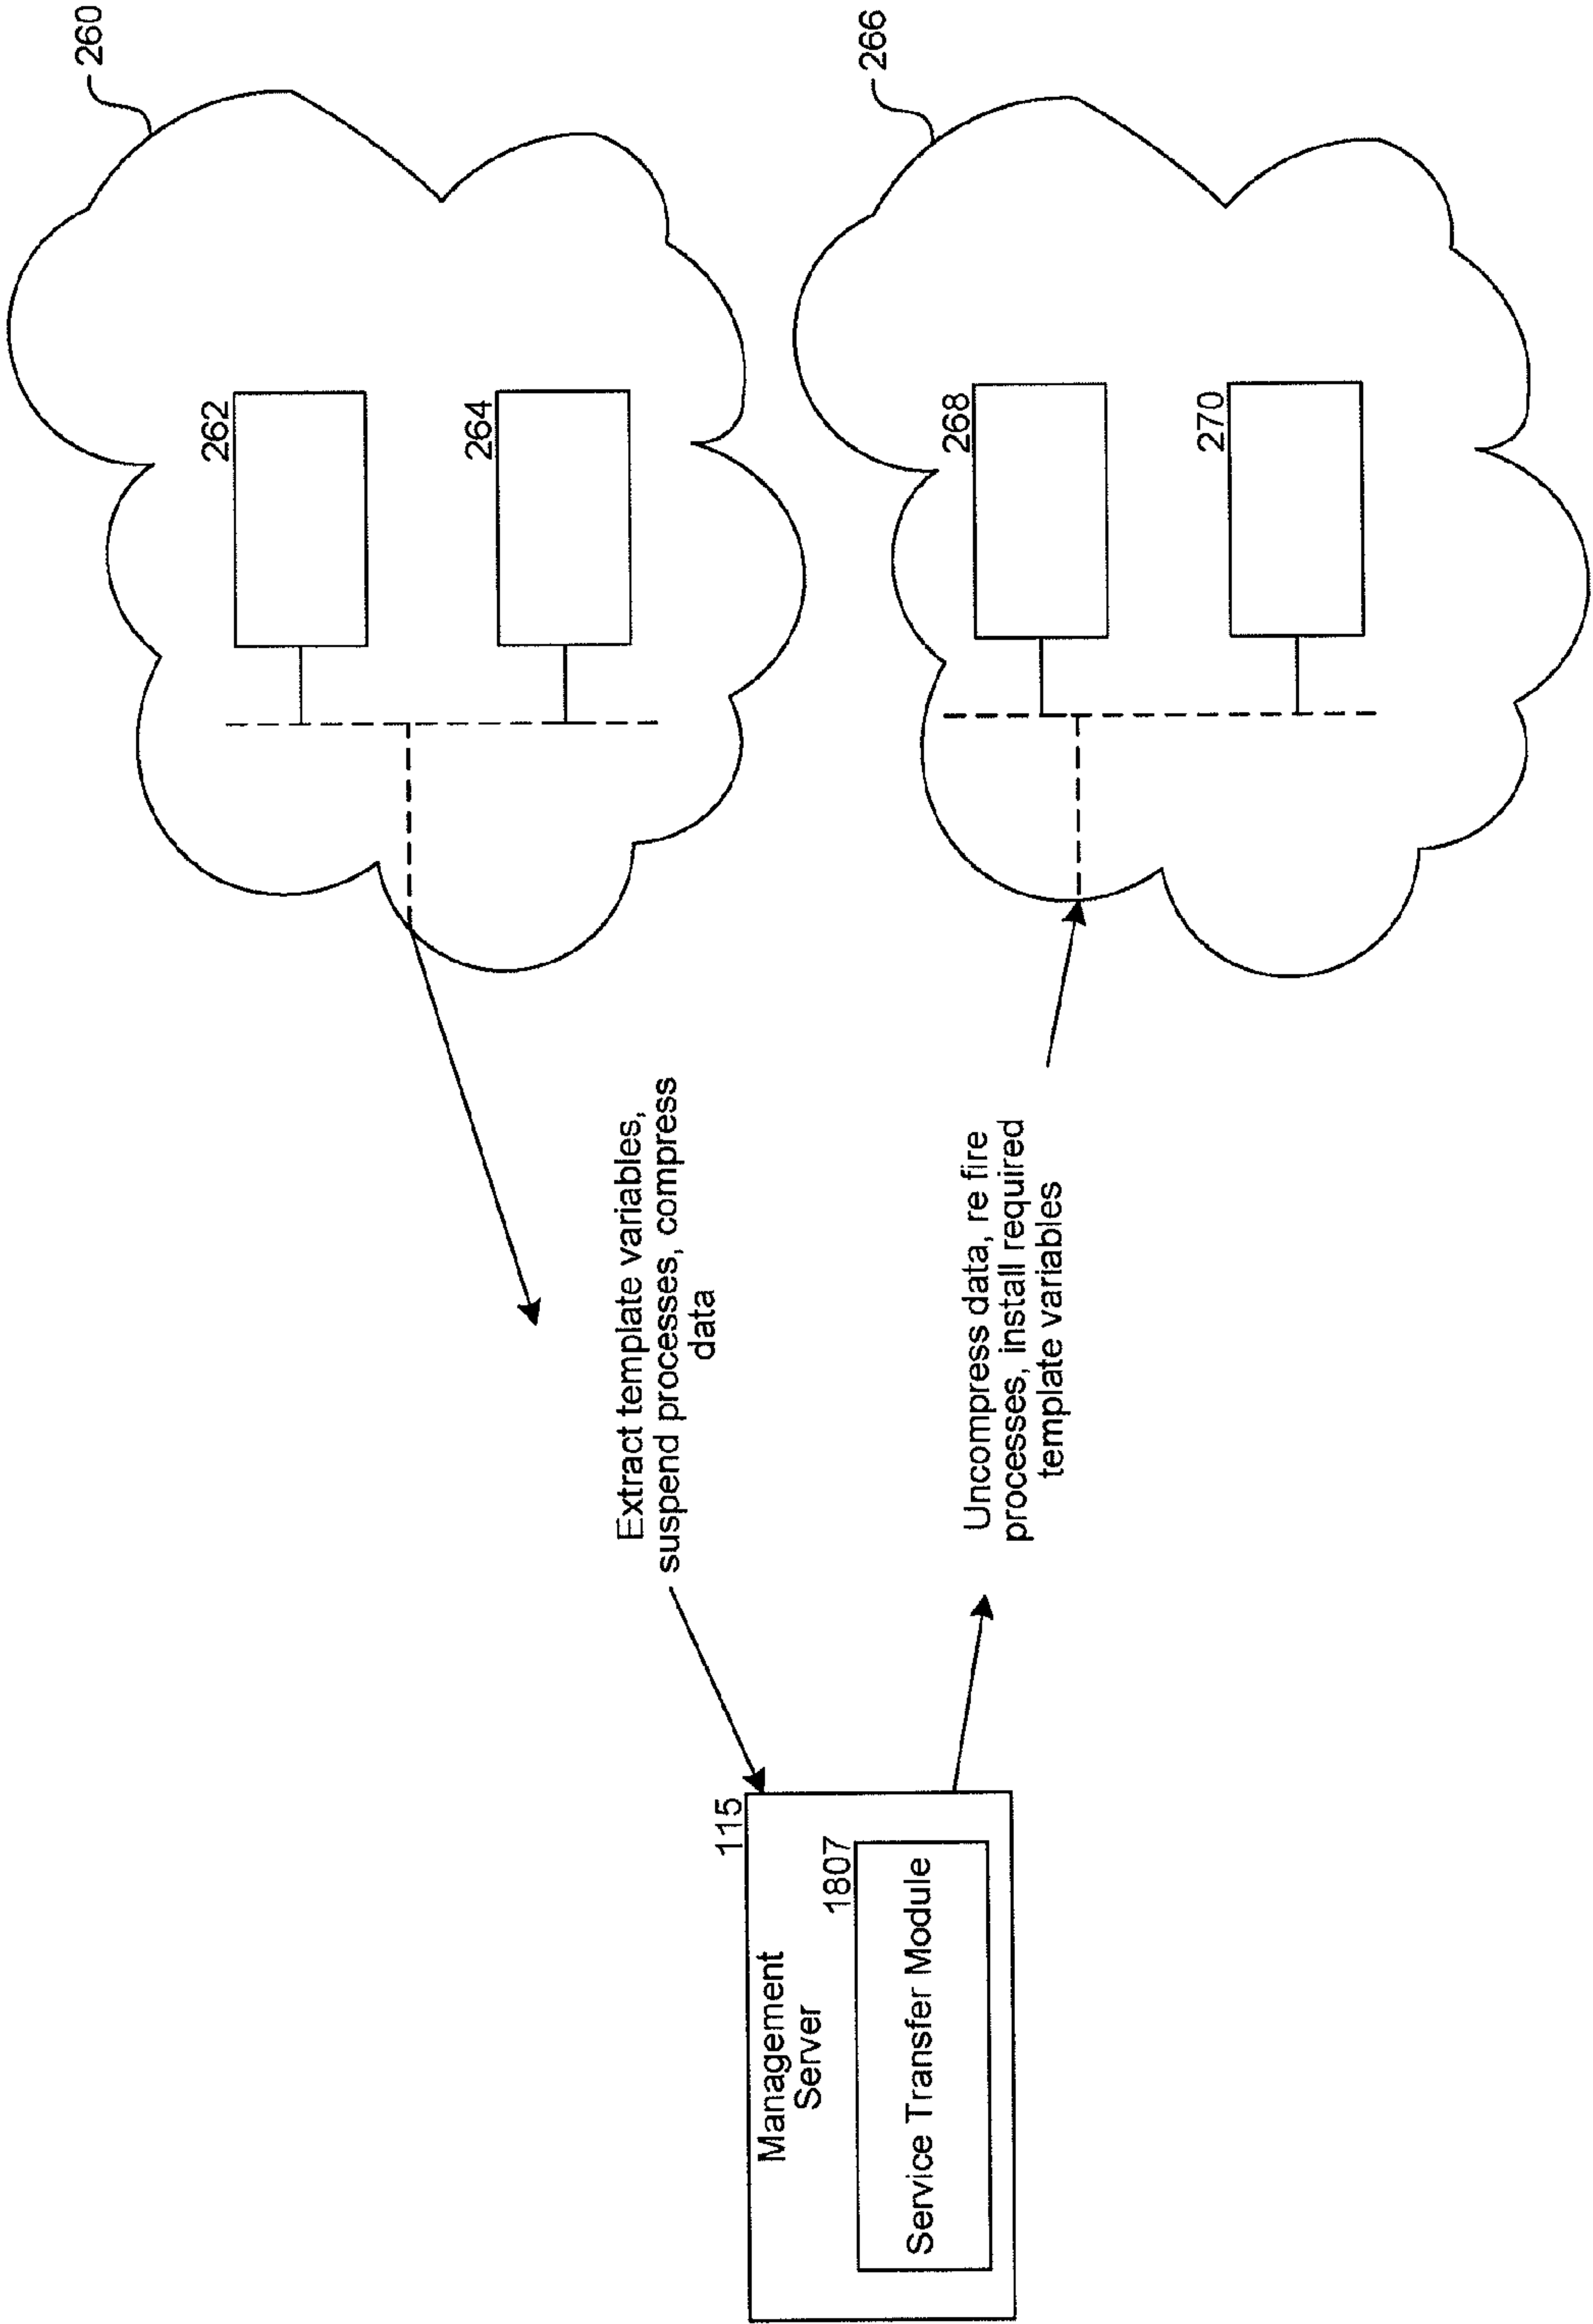 260
262
264
Extract template variables,
suspend processes, compress
data
115
Management
Server
1807
Service Transfer Module
Uncompress data, re fire
processes, install required
template variables
266
268
270